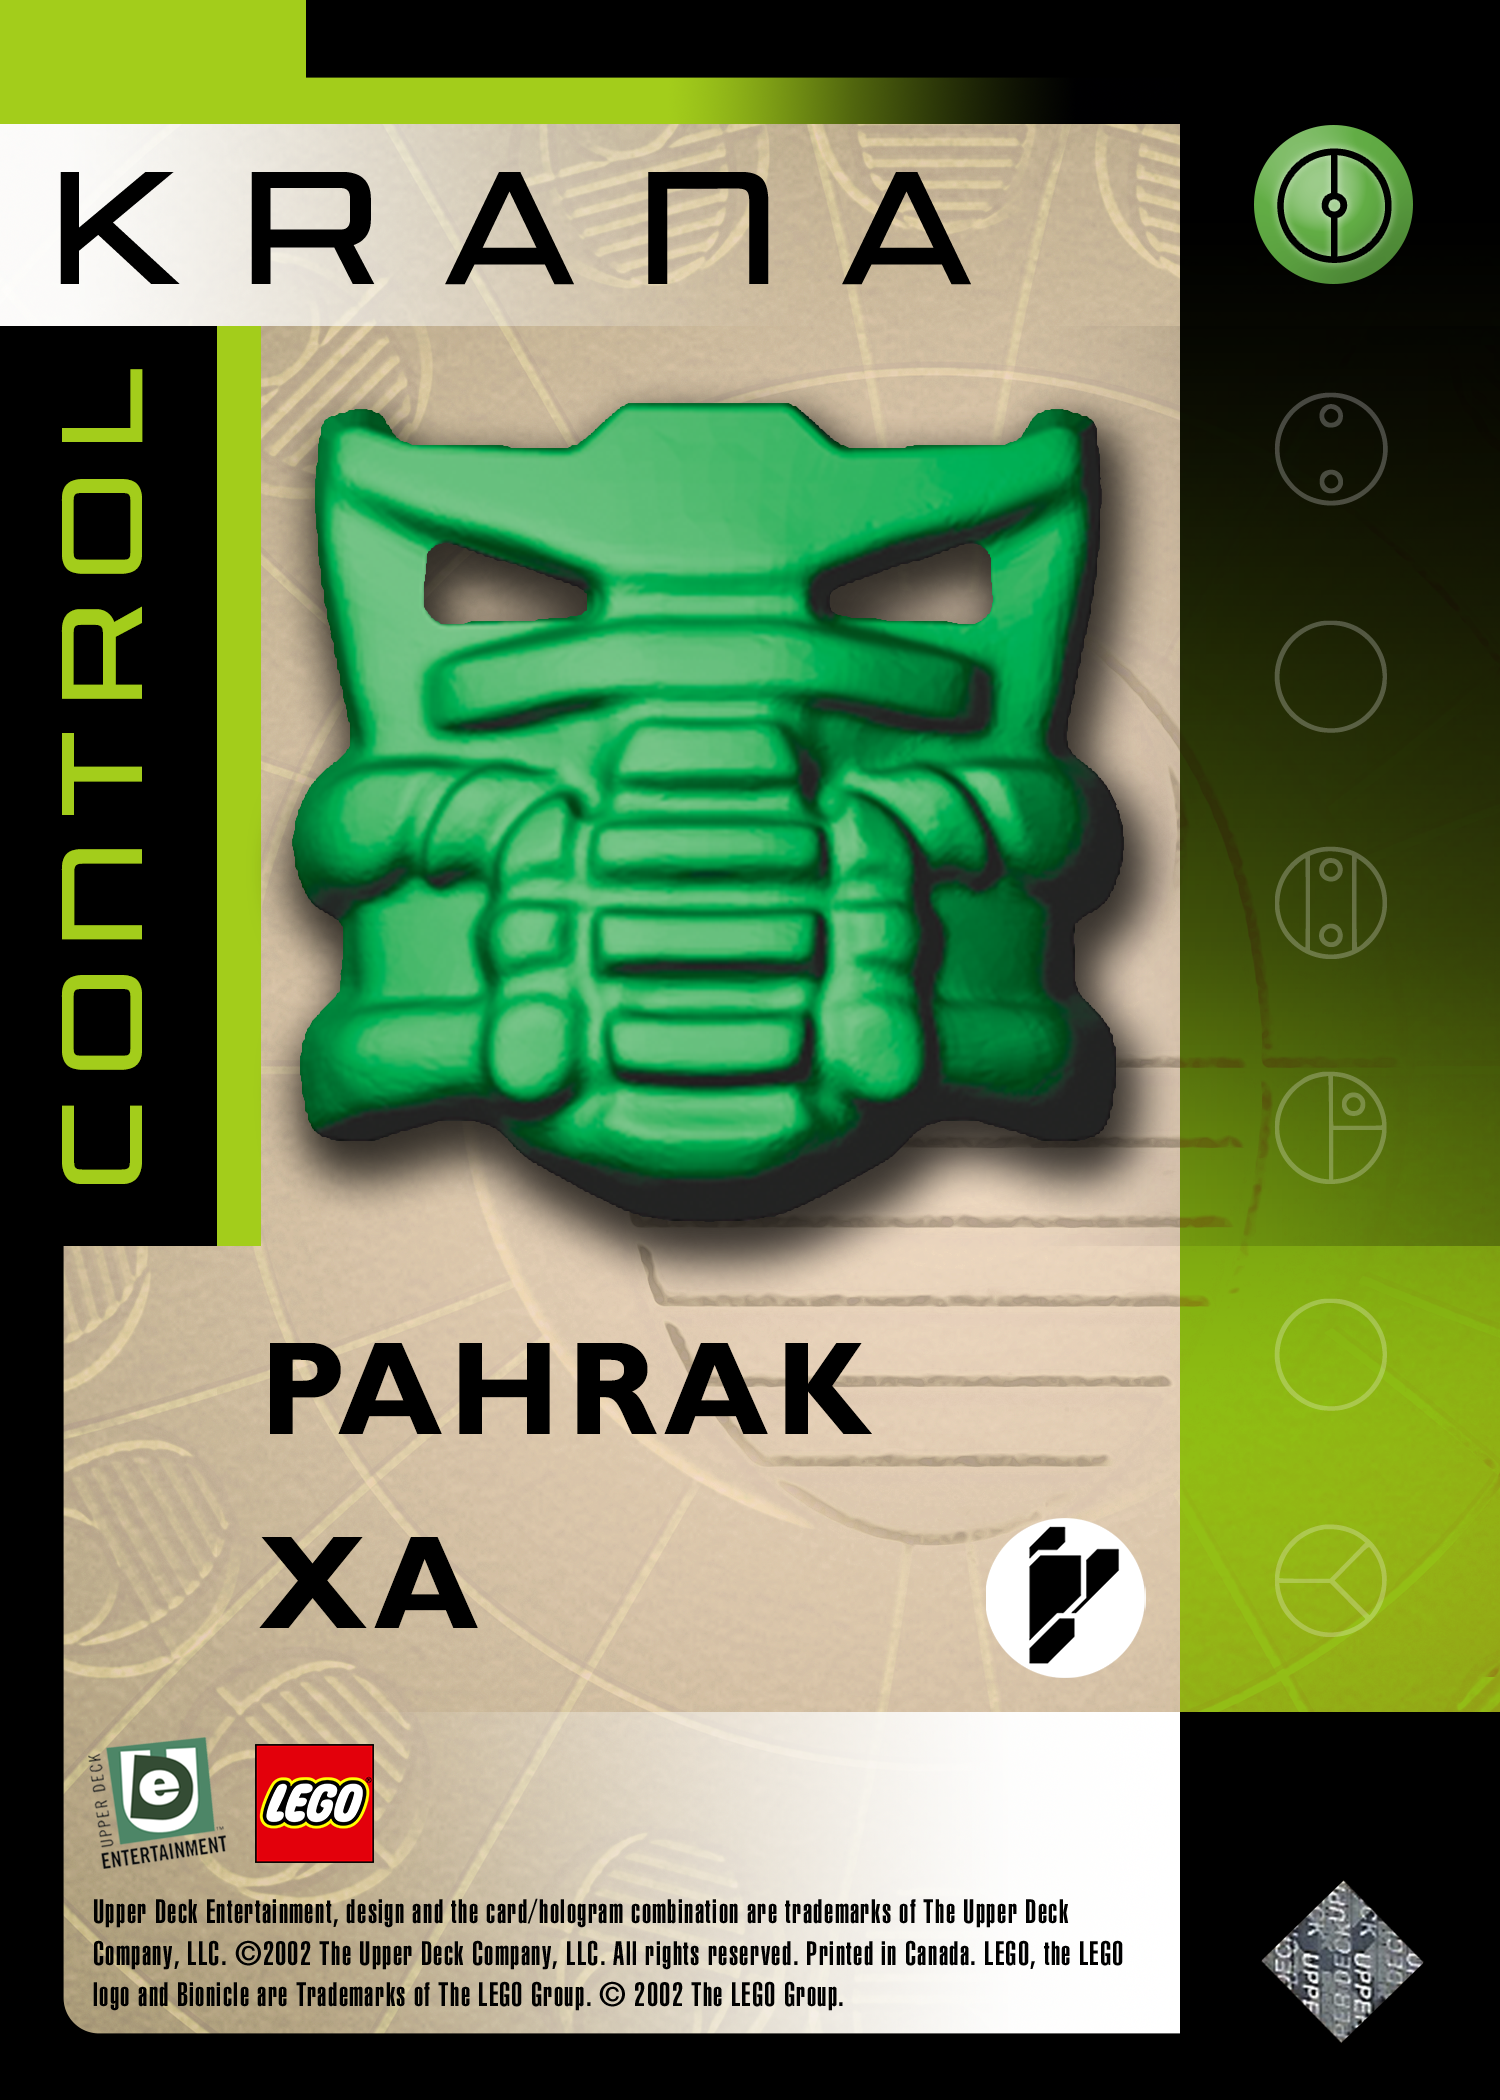 KRANA
CONTROL
PAHRAK
XA
UPPER DECK
ENTERTAINMENT™
LEGO
Upper Deck Entertainment, design and the card/hologram combination are trademarks of The Upper Deck
Company, LLC. ©2002 The Upper Deck Company, LLC. All rights reserved. Printed in Canada. LEGO, the LEGO
logo and Bionicle are Trademarks of The LEGO Group. © 2002 The LEGO Group.